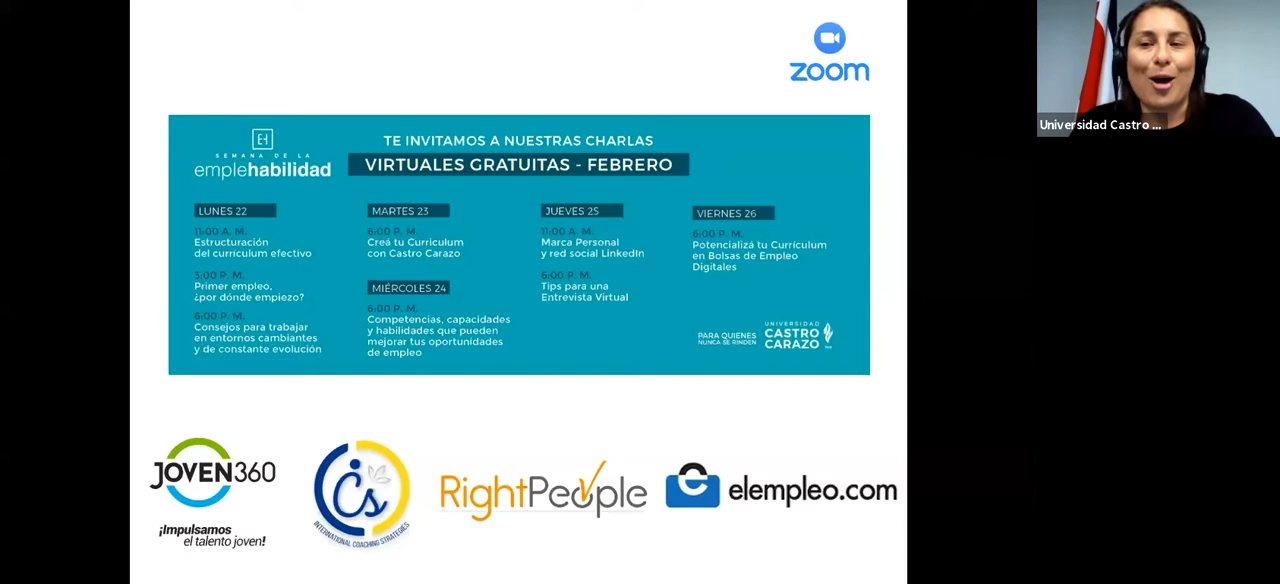 zoom
EH
SEMANA DE LA
emplehabilidad
TE INVITAMOS A NUESTRAS CHARLAS
VIRTUALES GRATUITAS - FEBRERO
LUNES 22
11:00 A. M.
Estructuración
del currículum efectivo
3:00 P. M.
Primer empleo,
¿por dónde empiezo?
6:00 P. M.
Consejos para trabajar
en entornos cambiantes
y de constante evolución
MARTES 23
6:00 P. M.
Creá tu Curriculum
con Castro Carazo
MIÉRCOLES 24
6:00 P. M.
Competencias, capacidades
y habilidades que pueden
mejorar tus oportunidades
de empleo
JUEVES 25
11:00 A. M.
Marca Personal
y red social LinkedIn
6:00 P. M.
Tips para una
Entrevista Virtual
VIERNES 26
6:00 P. M.
Potencializá tu Currículum
en Bolsas de Empleo
Digitales
PARA QUIENES
NUNCA SE RINDEN
UNIVERSIDAD
CASTRO
CARAZO
JOVEN360
¡Impulsamos
el talento joven!
ics
INTERNATIONAL COACHING STRATEGIES
RightPeople
e
elempleo.com
Universidad Castro ...